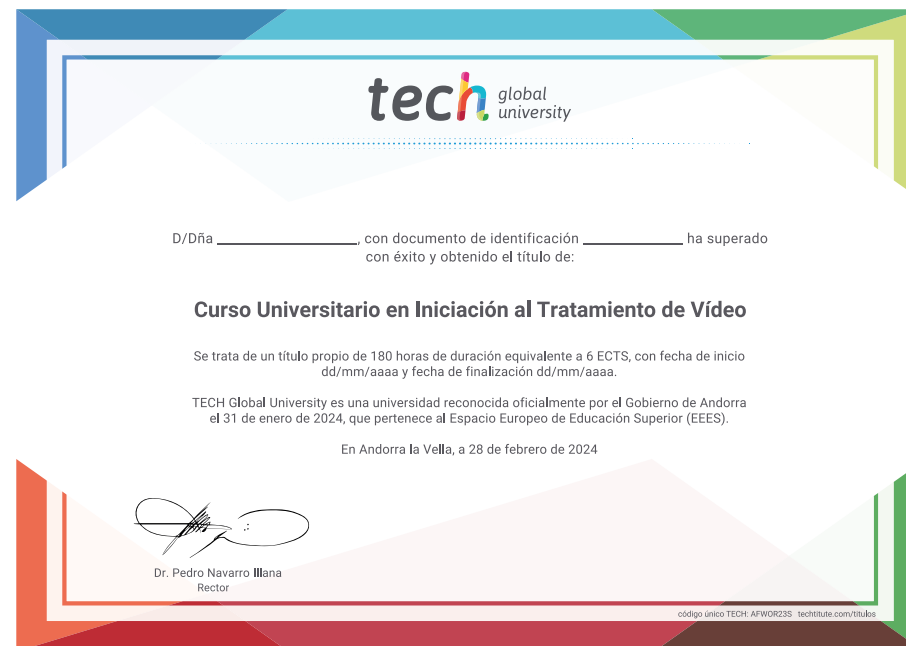 tech global university
D/Dña ____________________, con documento de identificación ______________ ha superado
con éxito y obtenido el título de:
Curso Universitario en Iniciación al Tratamiento de Vídeo
Se trata de un título propio de 180 horas de duración equivalente a 6 ECTS, con fecha de inicio
dd/mm/aaaa y fecha de finalización dd/mm/aaaa.
TECH Global University es una universidad reconocida oficialmente por el Gobierno de Andorra
el 31 de enero de 2024, que pertenece al Espacio Europeo de Educación Superior (EEES).
En Andorra la Vella, a 28 de febrero de 2024
Dr. Pedro Navarro Illana
Rector
código único TECH: AFWOR23S techtitute.com/titulos